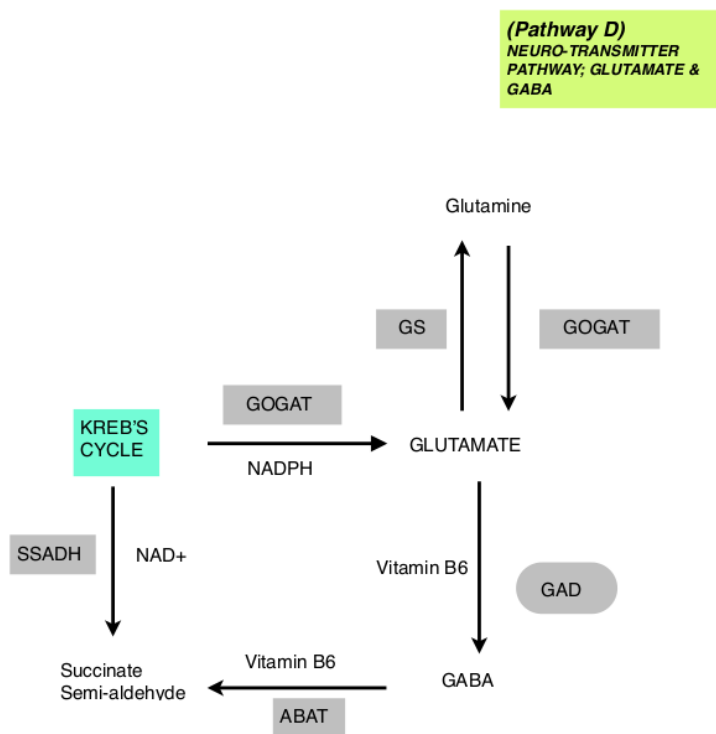 (Pathway D)
NEURO-TRANSMITTER
PATHWAY; GLUTAMATE &
GABA
Glutamine
GS
GOGAT
GOGAT
KREB'S
CYCLE
NADPH
GLUTAMATE
SSADH
NAD+
Vitamin B6
GAD
Succinate
Semi-aldehyde
Vitamin B6
ABAT
GABA